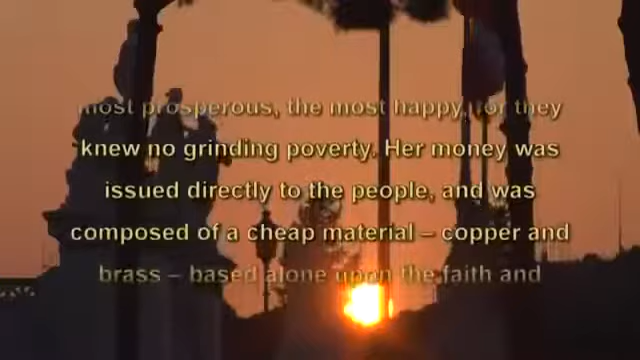 most prosperous, the most happy, for they
knew no grinding poverty. Her money was
issued directly to the people, and was
composed of a cheap material – copper and
brass – based alone upon the faith and